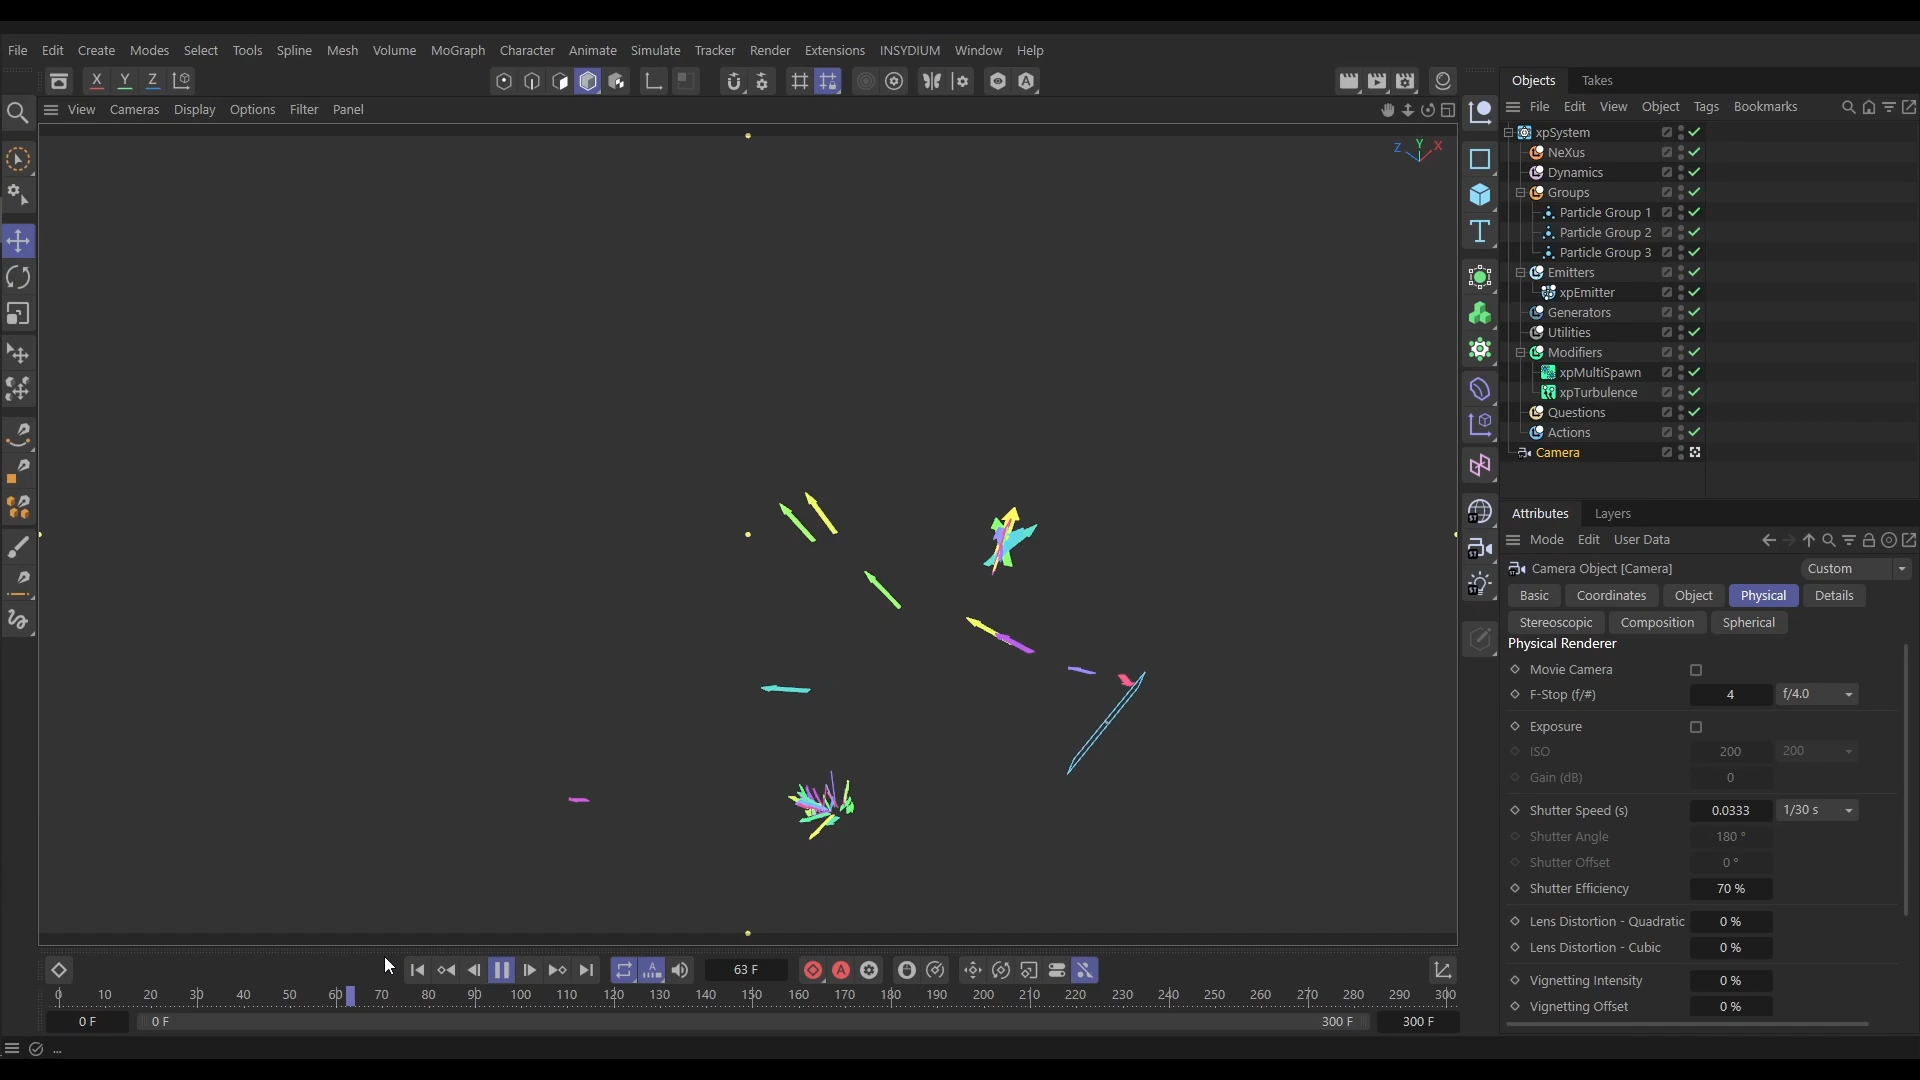 File Edit Create Modes Select Tools Spline Mesh Volume MoGraph Character Animate Simulate Tracker Render Extensions INSYDIUM Window Help
X Y Z
View Cameras Display Options Filter Panel
Z Y X
Objects Takes
File Edit View Object Tags Bookmarks
xpSystem
NeXus
Dynamics
Groups
Particle Group 1
Particle Group 2
Particle Group 3
Emitters
xpEmitter
Generators
Utilities
Modifiers
xpMultiSpawn
xpTurbulence
Questions
Actions
Camera
Attributes Layers
Mode Edit User Data
Camera Object [Camera] Custom
Basic Coordinates Object Physical Details
Stereoscopic Composition Spherical
Physical Renderer
Movie Camera
F-Stop (f/#) 4 f/4.0
Exposure
ISO 200 200
Gain (dB) 0
Shutter Speed (s) 0.0333 1/30 s
Shutter Angle 180 °
Shutter Offset 0 °
Shutter Efficiency 70 %
Lens Distortion - Quadratic 0 %
Lens Distortion - Cubic 0 %
Vignetting Intensity 0 %
Vignetting Offset 0 %
63 F
0 10 20 30 40 50 60 70 80 90 100 110 120 130 140 150 160 170 180 190 200 210 220 230 240 250 260 270 280 290 300
0 F 0 F 300 F 300 F
...